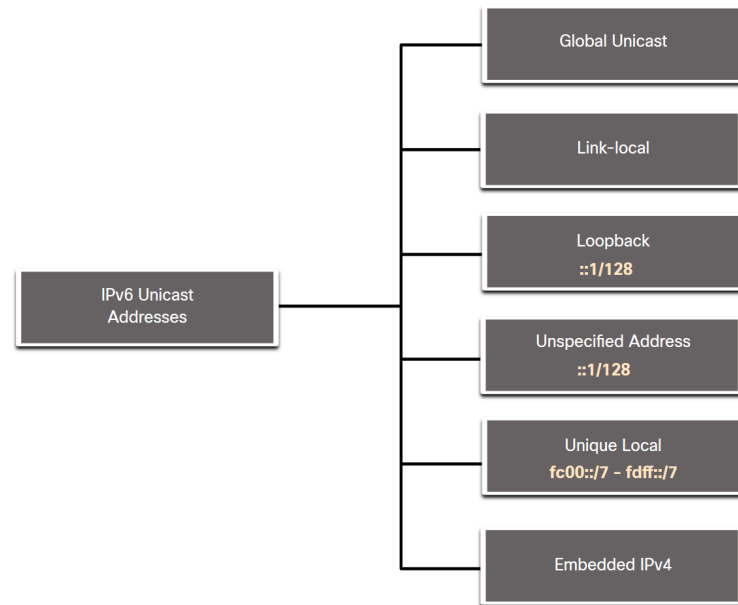 Global Unicast
Link-local
Loopback
::1/128
IPv6 Unicast
Addresses
Unspecified Address
::1/128
Unique Local
fc00::/7 - fdff::/7
Embedded IPv4